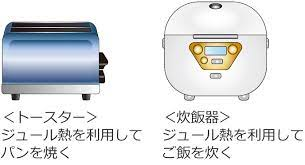 ＜トースター＞
ジュール熱を利用して
パンを焼く
＜炊飯器＞
ジュール熱を利用して
ご飯を炊く